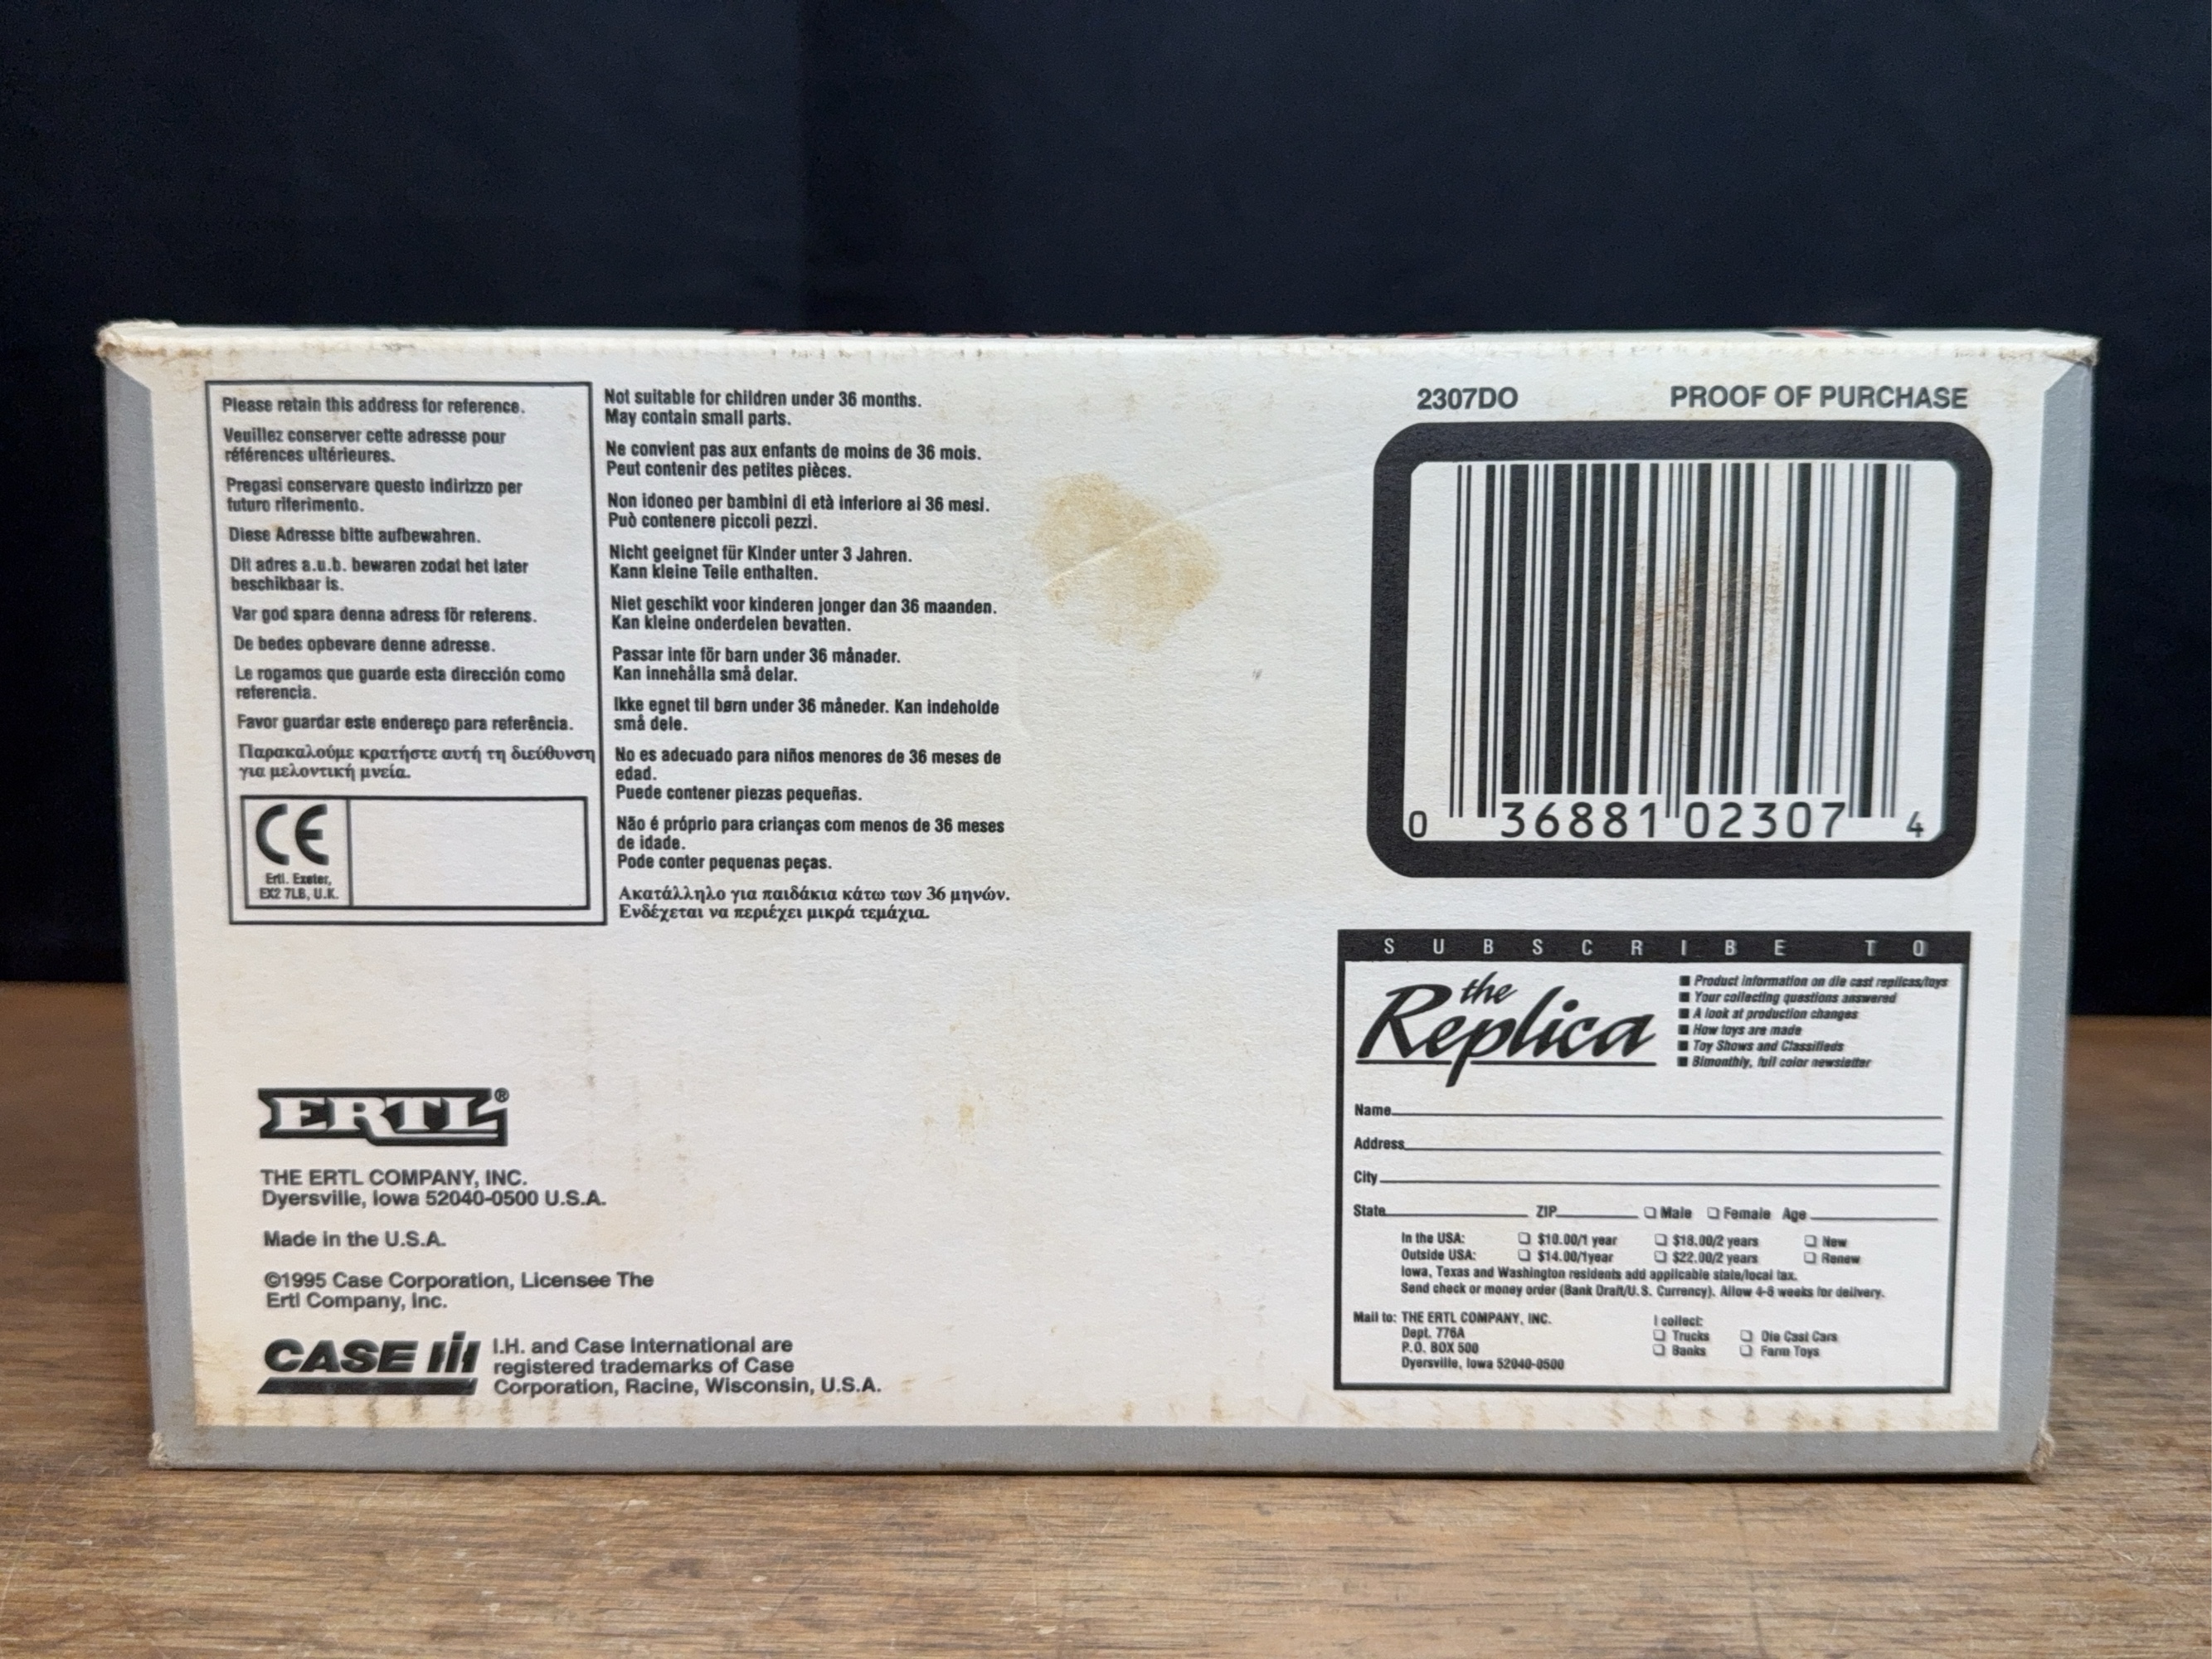 Please retain this address for reference.
Veuillez conserver cette adresse pour
références ultérieures.
Pregasi conservare questo indirizzo per
futuro riferimento.
Diese Adresse bitte aufbewahren.
Dit adres a.u.b. bewaren zodat het later
beschikbaar is.
Var god spara denna adress för referens.
De bedes opbevare denne adresse.
Le rogamos que guarde esta dirección como
referencia.
Favor guardar este endereço para referência.
Παρακαλούμε κρατήστε αυτή τη διεύθυνση
για μελοντική μνεία.
CE
Ertl. Exeter,
EX2 7LB, U.K.
Not suitable for children under 36 months.
May contain small parts.
Ne convient pas aux enfants de moins de 36 mois.
Peut contenir des petites pièces.
Non idoneo per bambini di età inferiore ai 36 mesi.
Può contenere piccoli pezzi.
Nicht geeignet für Kinder unter 3 Jahren.
Kann kleine Teile enthalten.
Niet geschikt voor kinderen jonger dan 36 maanden.
Kan kleine onderdelen bevatten.
Passar inte för barn under 36 månader.
Kan innehålla små delar.
Ikke egnet til børn under 36 måneder. Kan indeholde
små dele.
No es adecuado para niños menores de 36 meses de
edad.
Puede contener piezas pequeñas.
Não é próprio para crianças com menos de 36 meses
de idade.
Pode conter pequenas peças.
Ακατάλληλο για παιδάκια κάτω των 36 μηνών.
Ενδέχεται να περιέχει μικρά τεμάχια.
2307DO PROOF OF PURCHASE
0 36881 02307 4
ERTL®
THE ERTL COMPANY, INC.
Dyersville, Iowa 52040-0500 U.S.A.
Made in the U.S.A.
©1995 Case Corporation, Licensee The
Ertl Company, Inc.
CASE IH
I.H. and Case International are
registered trademarks of Case
Corporation, Racine, Wisconsin, U.S.A.
SUBSCRIBE TO
the
Replica
■ Product information on die cast replicas/toys
■ Your collecting questions answered
■ A look at production changes
■ How toys are made
■ Toy Shows and Classifieds
■ Bimonthly, full color newsletter
Name
Address
City
State ZIP ❏ Male ❏ Female Age
In the USA: ❏ $10.00/1 year ❏ $18.00/2 years ❏ New
Outside USA: ❏ $14.00/1year ❏ $22.00/2 years ❏ Renew
Iowa, Texas and Washington residents add applicable state/local tax.
Send check or money order (Bank Draft/U.S. Currency). Allow 4-8 weeks for delivery.
Mail to: THE ERTL COMPANY, INC.
Dept. 776A
P.O. BOX 500
Dyersville, Iowa 52040-0500
I collect:
❏ Trucks ❏ Die Cast Cars
❏ Banks ❏ Farm Toys